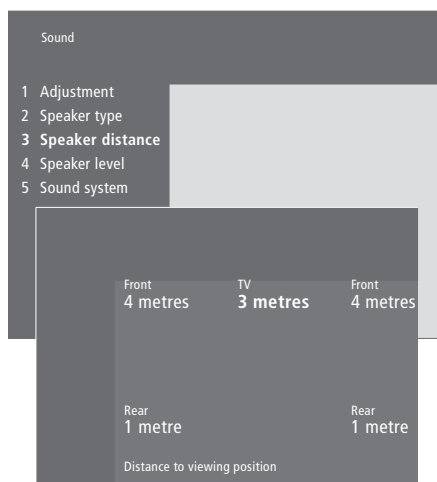 Sound
1 Adjustment
2 Speaker type
3 Speaker distance
4 Speaker level
5 Sound system
Front TV Front
4 metres 3 metres 4 metres
Rear Rear
1 metre 1 metre
Distance to viewing position